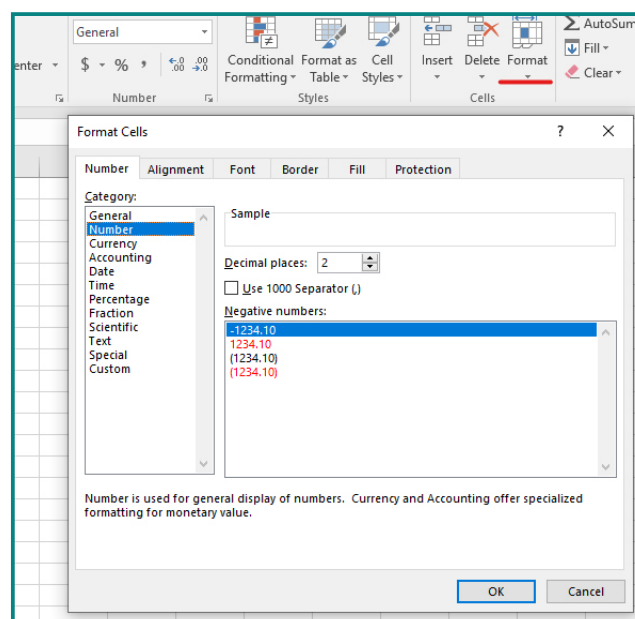 General
AutoSum
enter
$ % , .00 .00
Fill
Conditional Format as Cell Insert Delete Format
Formatting Table Styles
Clear
Number Styles Cells
Format Cells ? X
Number Alignment Font Border Fill Protection
Category:
General
Number
Currency
Accounting
Date
Time
Percentage
Fraction
Scientific
Text
Special
Custom
Sample
Decimal places: 2
Use 1000 Separator (,)
Negative numbers:
-1234.10
1234.10
(1234.10)
(1234.10)
Number is used for general display of numbers. Currency and Accounting offer specialized
formatting for monetary value.
OK Cancel